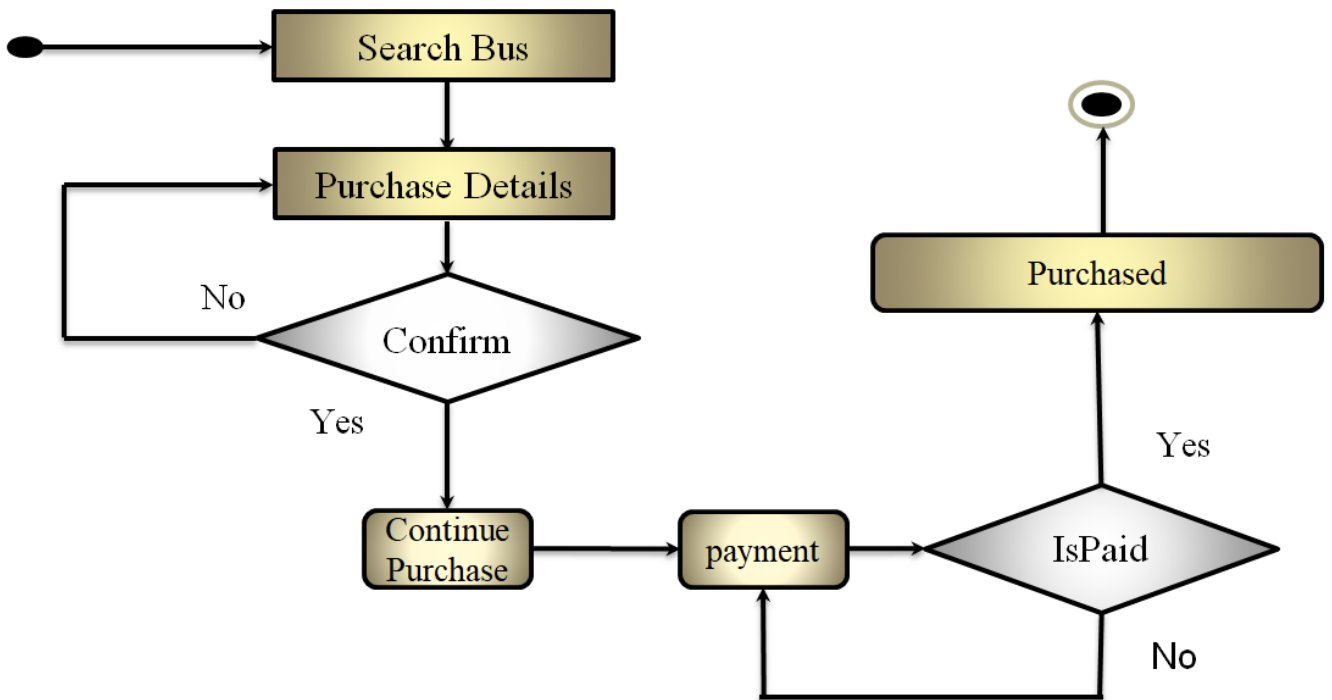 Search Bus
Purchase Details
No
Confirm
Yes
Continue
Purchase
payment
IsPaid
No
Yes
Purchased